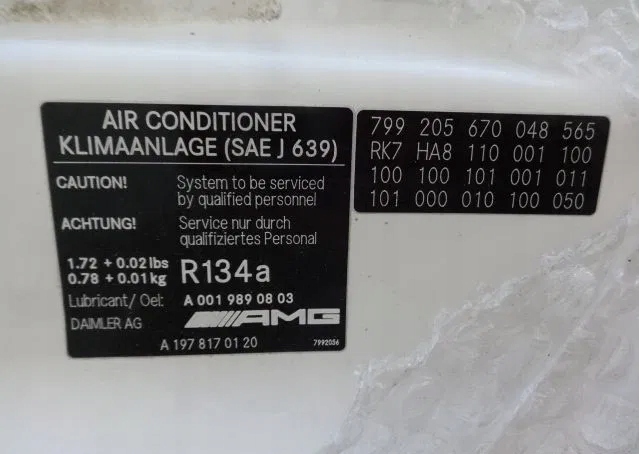 AIR CONDITIONER
KLIMAANLAGE (SAE J 639)
CAUTION! System to be serviced
by qualified personnel
ACHTUNG! Service nur durch
qualifiziertes Personal
1.72 + 0.02 lbs
0.78 + 0.01 kg R134a
Lubricant / Oel: A 001 989 08 03
DAIMLER AG AMG
A 197 817 01 20 7992056
799 205 670 048 565
RK7 HA8 110 001 100
100 100 101 001 011
101 000 010 100 050